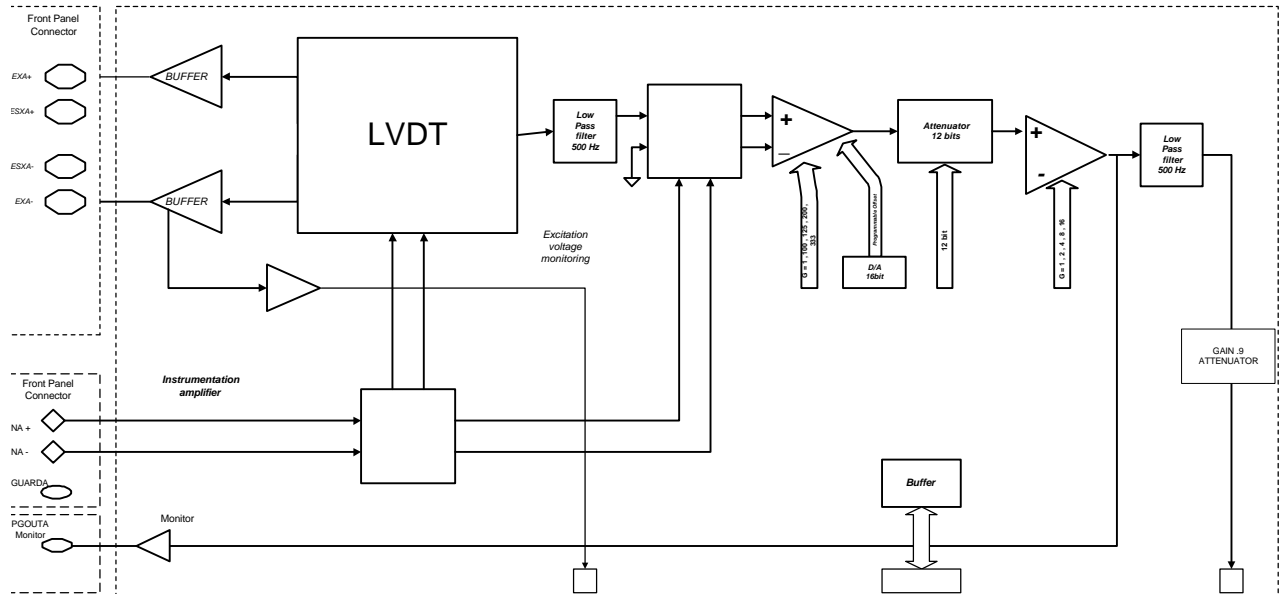 Front Panel
Connector
EXA+
ESXA+
ESXA-
EXA-
BUFFER
BUFFER
LVDT
Low
Pass
filter
500 Hz
+
_
G = 1 , 100 , 125 , 200 ,
333
Programmable Offset
D/A
16bit
Attenuator
12 bits
12 bit
+
-
G = 1 , 2 , 4 , 8 , 16
Low
Pass
filter
500 Hz
Excitation
voltage
monitoring
GAIN .9
ATTENUATOR
Front Panel
Connector
NA +
NA -
GUARDA
Instrumentation
amplifier
PGOUTA
Monitor
Monitor
Buffer